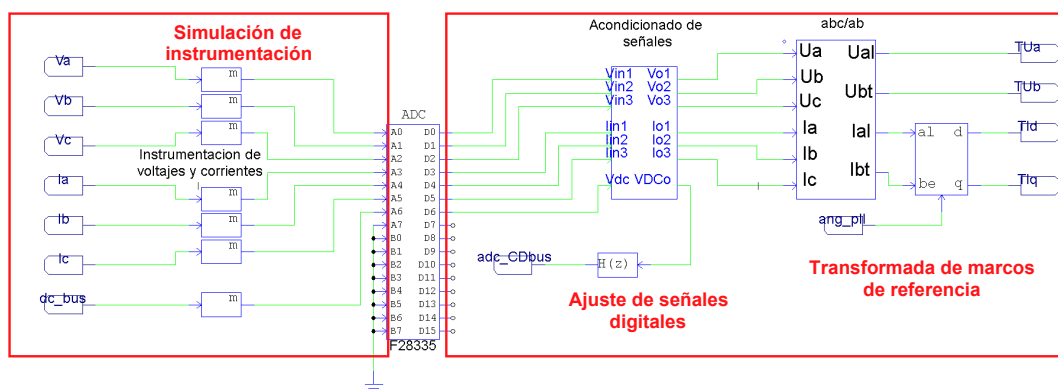 Simulación de
instrumentación
Va
Vb
Vc
Ia
Ib
Ic
dc_bus
m
m
m
Instrumentacion de
voltajes y corrientes
m
m
m
m
ADC
A0 D0
A1 D1
A2 D2
A3 D3
A4 D4
A5 D5
A6 D6
A7 D7
B0 D8
B1 D9
B2 D10
B3 D11
B4 D12
B5 D13
B6 D14
B7 D15
F28335
Acondicionado de
señales
Vin1 Vo1
Vin2 Vo2
Vin3 Vo3
Iin1 Io1
Iin2 Io2
Iin3 Io3
Vdc VDCo
adc_CDbus
H(z)
Ajuste de señales
digitales
abc/ab
Ua Ual
Ub Ubt
Uc
Ia Ial
Ib Ibt
Ic
al d
be q
ang_pll
TUa
TUb
TId
TIq
Transformada de marcos
de referencia